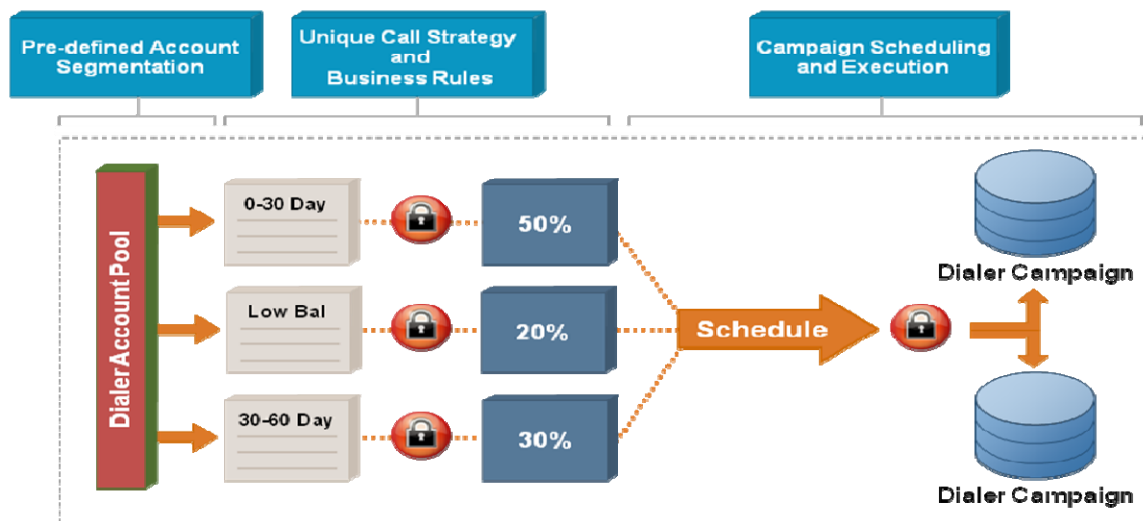 Pre-defined Account
Segmentation
Unique Call Strategy
and
Business Rules
Campaign Scheduling
and Execution
Dialer Account Pool
0-30 Day
50%
Low Bal
20%
30-60 Day
30%
Schedule
Dialer Campaign
Dialer Campaign